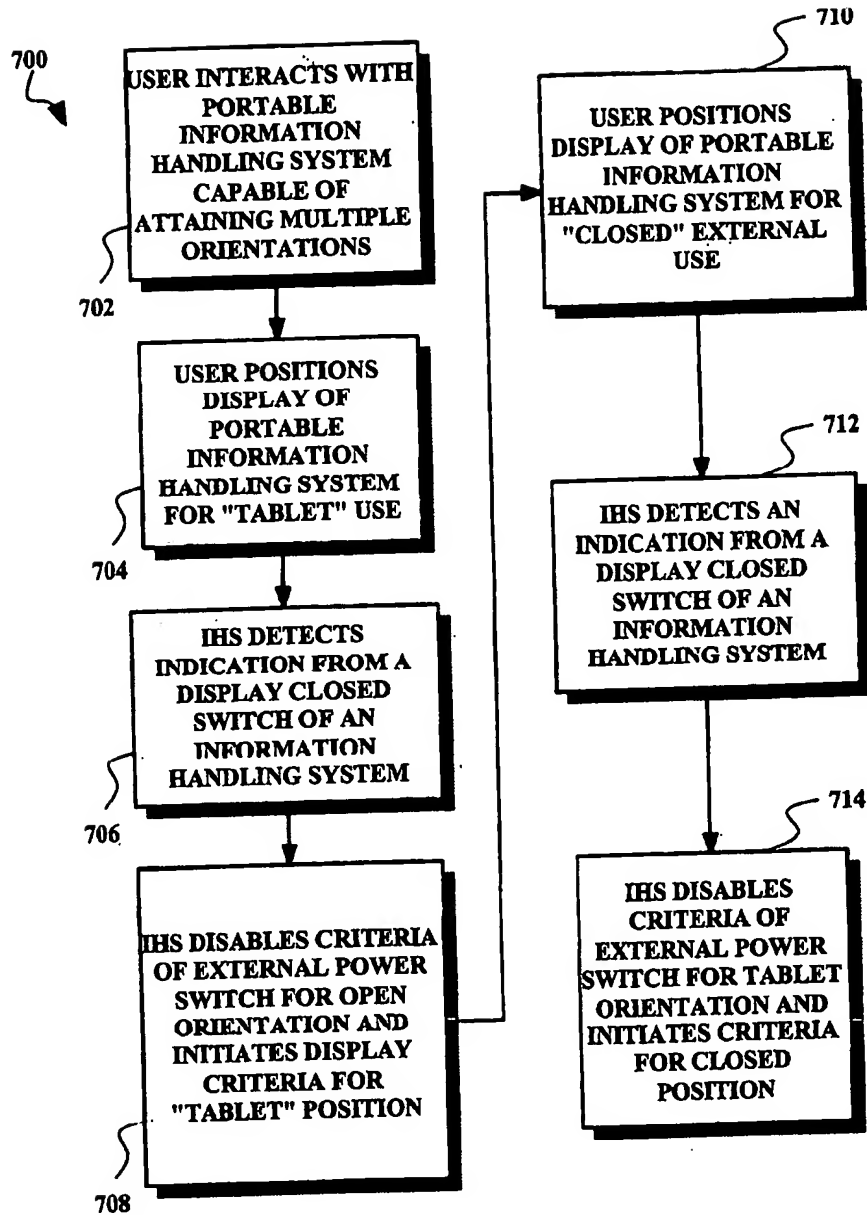 700
USER INTERACTS WITH
PORTABLE
INFORMATION
HANDLING SYSTEM
CAPABLE OF
ATTAINING MULTIPLE
ORIENTATIONS
702
USER POSITIONS
DISPLAY OF
PORTABLE
INFORMATION
HANDLING SYSTEM
FOR "TABLET" USE
704
IHS DETECTS
INDICATION FROM A
DISPLAY CLOSED
SWITCH OF AN
INFORMATION
HANDLING SYSTEM
706
IHS DISABLES CRITERIA
OF EXTERNAL POWER
SWITCH FOR OPEN
ORIENTATION AND
INITIATES DISPLAY
CRITERIA FOR
"TABLET" POSITION
708
710
USER POSITIONS
DISPLAY OF PORTABLE
INFORMATION
HANDLING SYSTEM FOR
"CLOSED" EXTERNAL
USE
712
IHS DETECTS AN
INDICATION FROM A
DISPLAY CLOSED
SWITCH OF AN
INFORMATION
HANDLING SYSTEM
714
IHS DISABLES
CRITERIA OF
EXTERNAL POWER
SWITCH FOR TABLET
ORIENTATION AND
INITIATES CRITERIA
FOR CLOSED
POSITION